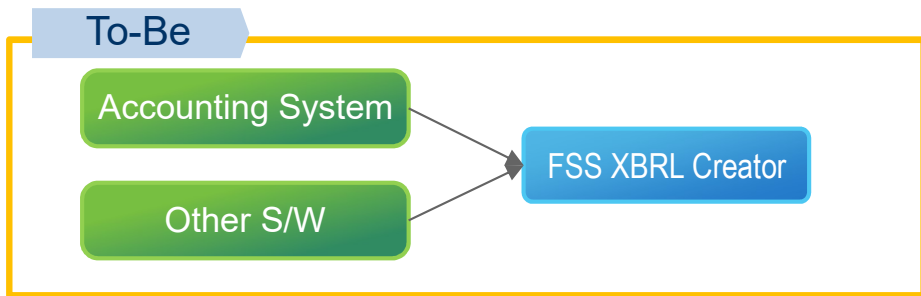 To-Be
Accounting System
FSS XBRL Creator
Other S/W